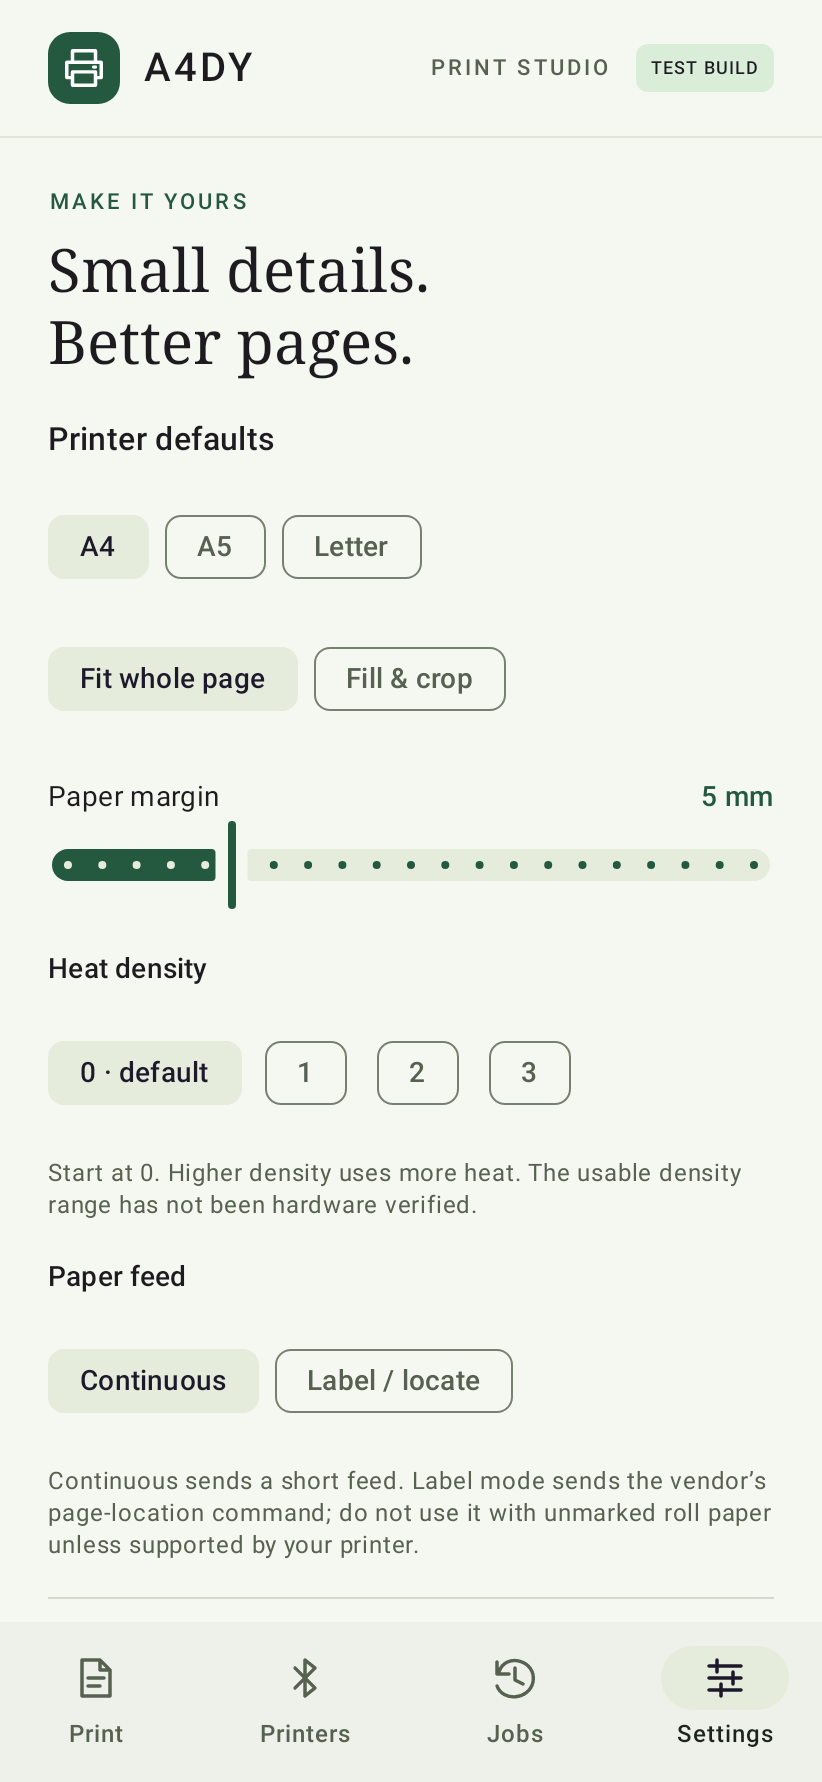 A4DY
PRINT STUDIO
TEST BUILD
MAKE IT YOURS
Small details.
Better pages.
Printer defaults
A4
A5
Letter
Fit whole page
Fill & crop
Paper margin
5 mm
Heat density
0 · default
1
2
3
Start at 0. Higher density uses more heat. The usable density
range has not been hardware verified.
Paper feed
Continuous
Label / locate
Continuous sends a short feed. Label mode sends the vendor’s
page-location command; do not use it with unmarked roll paper
unless supported by your printer.
Print
Printers
Jobs
Settings